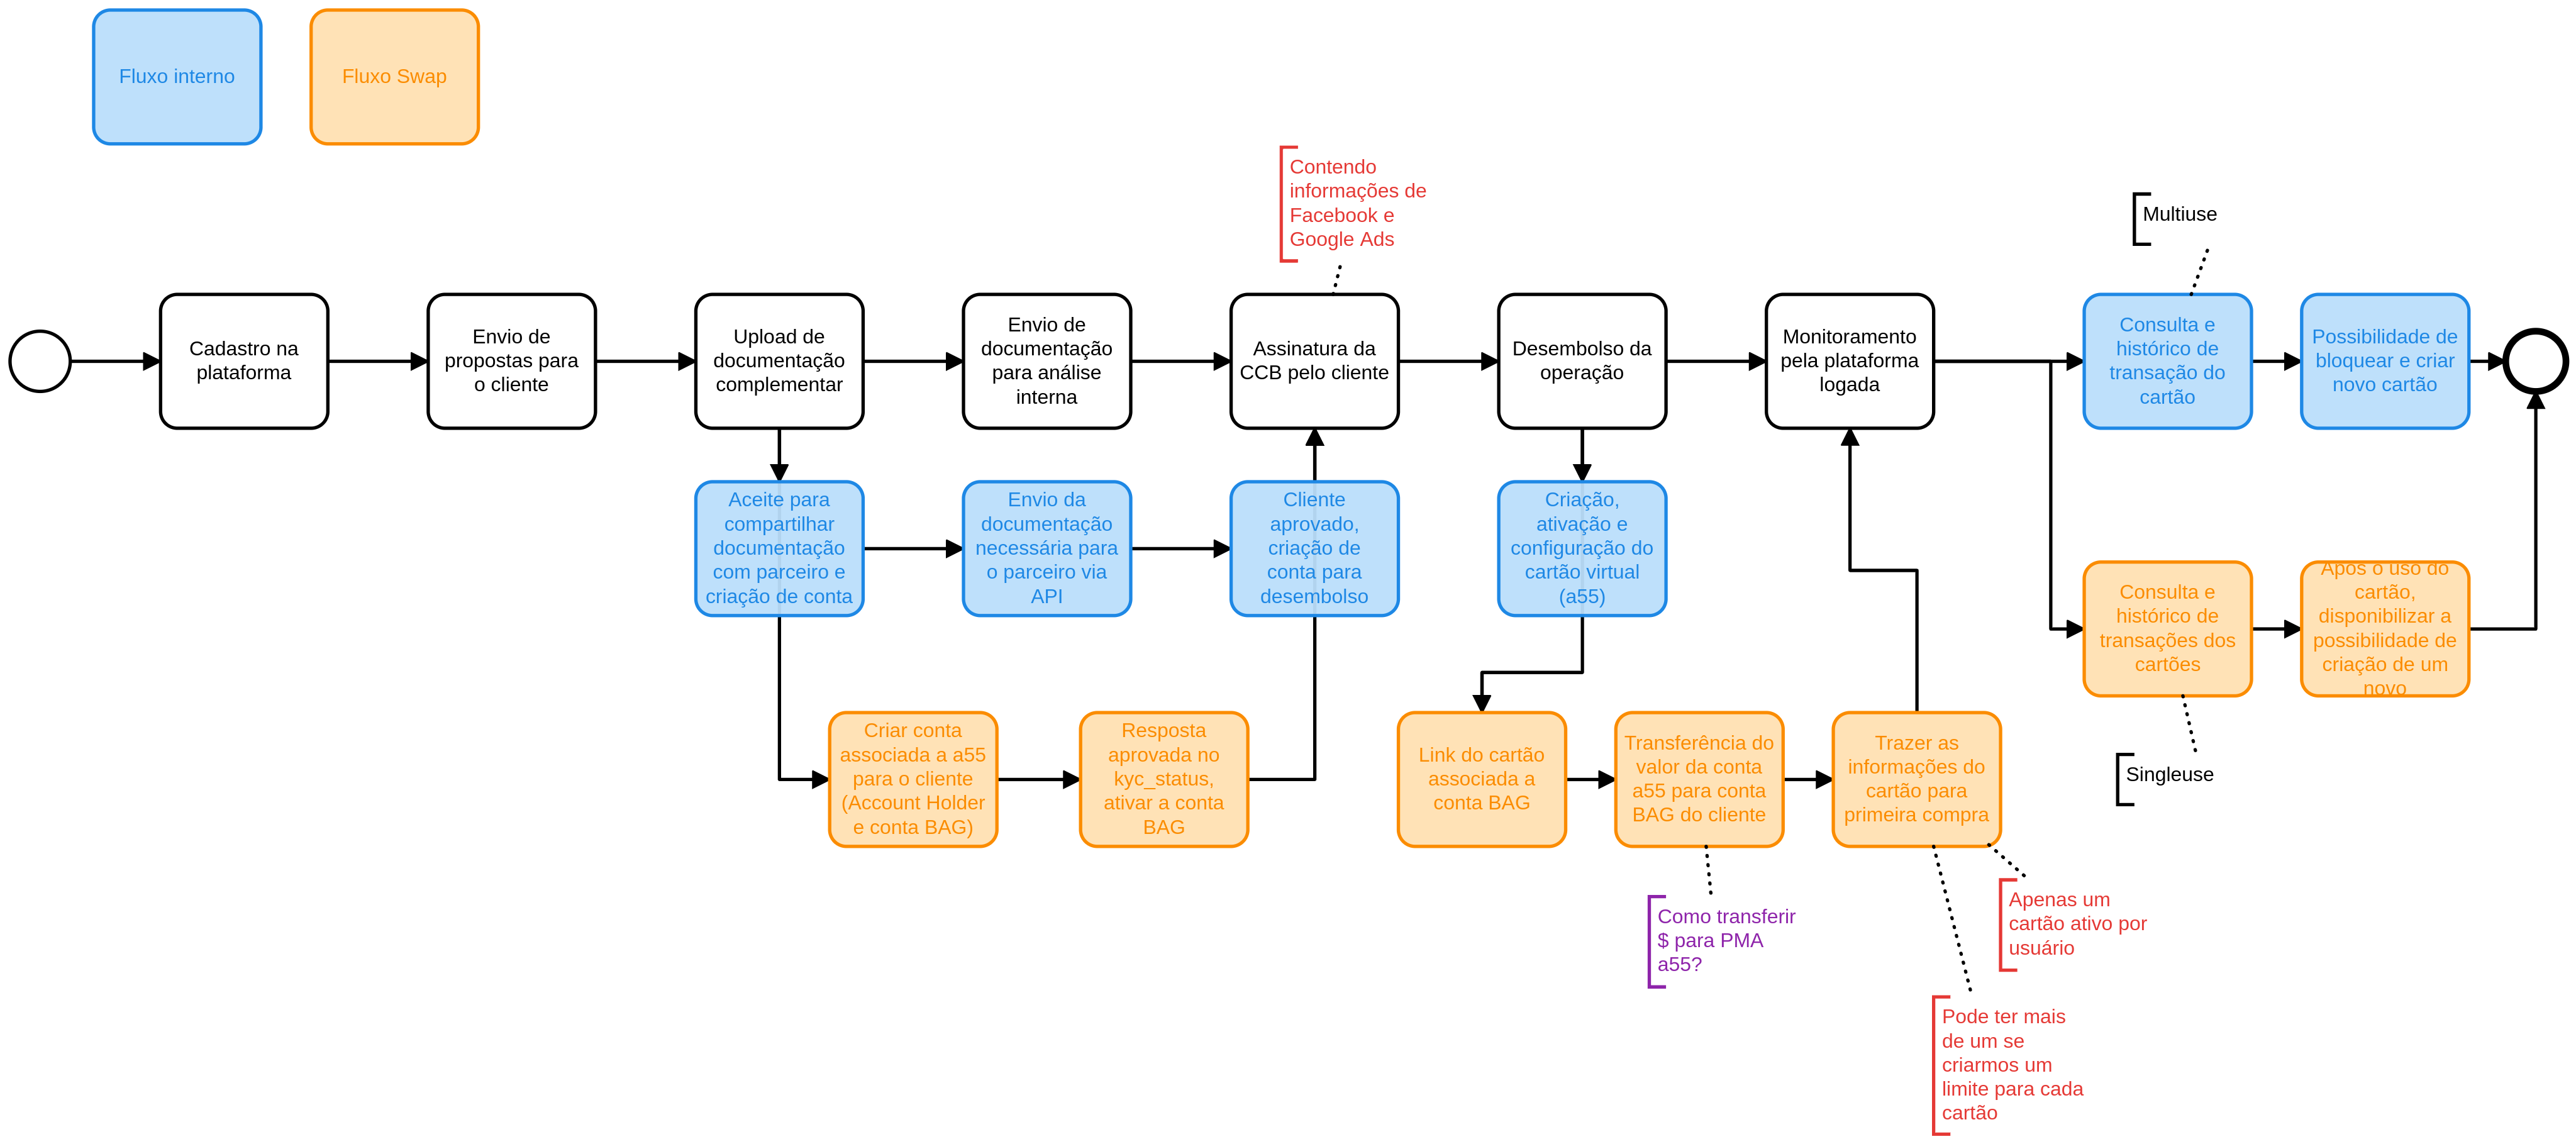 Fluxo interno
Fluxo Swap
Contendo
informações de
Facebook e
Google Ads
Multiuse
Cadastro na
plataforma
Envio de
propostas para
o cliente
Upload de
documentação
complementar
Envio de
documentação
para análise
interna
Assinatura da
CCB pelo cliente
Desembolso da
operação
Monitoramento
pela plataforma
logada
Consulta e
histórico de
transação do
cartão
Possibilidade de
bloquear e criar
novo cartão
Aceite para
compartilhar
documentação
com parceiro e
criação de conta
Envio da
documentação
necessária para
o parceiro via
API
Cliente
aprovado,
criação de
conta para
desembolso
Criação,
ativação e
configuração do
cartão virtual
(a55)
Consulta e
histórico de
transações dos
cartões
Após o uso do
cartão,
disponibilizar a
possibilidade de
criação de um
novo
Criar conta
associada a a55
para o cliente
(Account Holder
e conta BAG)
Resposta
aprovada no
kyc_status,
ativar a conta
BAG
Link do cartão
associada a
conta BAG
Transferência do
valor da conta
a55 para conta
BAG do cliente
Trazer as
informações do
cartão para
primeira compra
Singleuse
Como transferir
$ para PMA
a55?
Apenas um
cartão ativo por
usuário
Pode ter mais
de um se
criarmos um
limite para cada
cartão